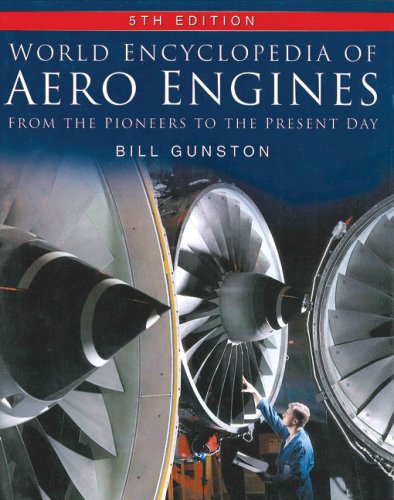 5TH EDITION
WORLD ENCYCLOPEDIA OF
AERO ENGINES
FROM THE PIONEERS TO THE PRESENT DAY
BILL GUNSTON